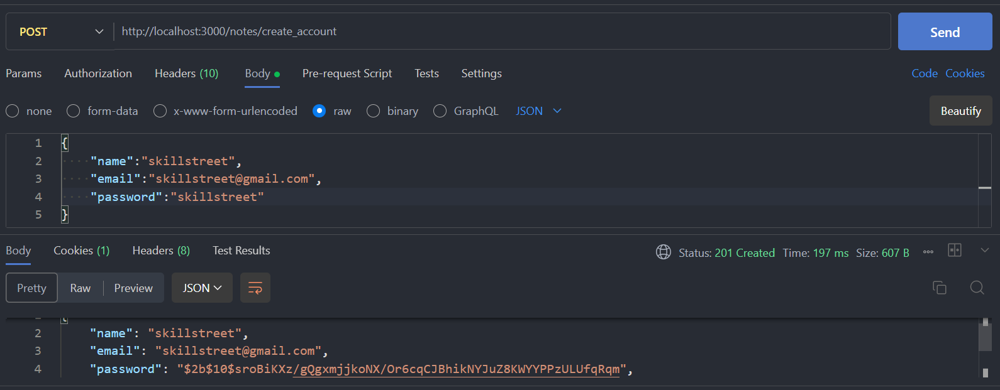 POST http://localhost:3000/notes/create_account Send
Params Authorization Headers (10) Body Pre-request Script Tests Settings Code Cookies
none form-data x-www-form-urlencoded raw binary GraphQL JSON Beautify
1 {
2 "name":"skillstreet",
3 "email":"skillstreet@gmail.com",
4 "password":"skillstreet"
5 }
Body Cookies (1) Headers (8) Test Results Status: 201 Created Time: 197 ms Size: 607 B
Pretty Raw Preview JSON
2 "name": "skillstreet",
3 "email": "skillstreet@gmail.com",
4 "password": "$2b$10$sroBiKXz/gQgxmjjkoNX/Or6cqCJBhikNYJuZ8KWYYPPzULUfqRqm",